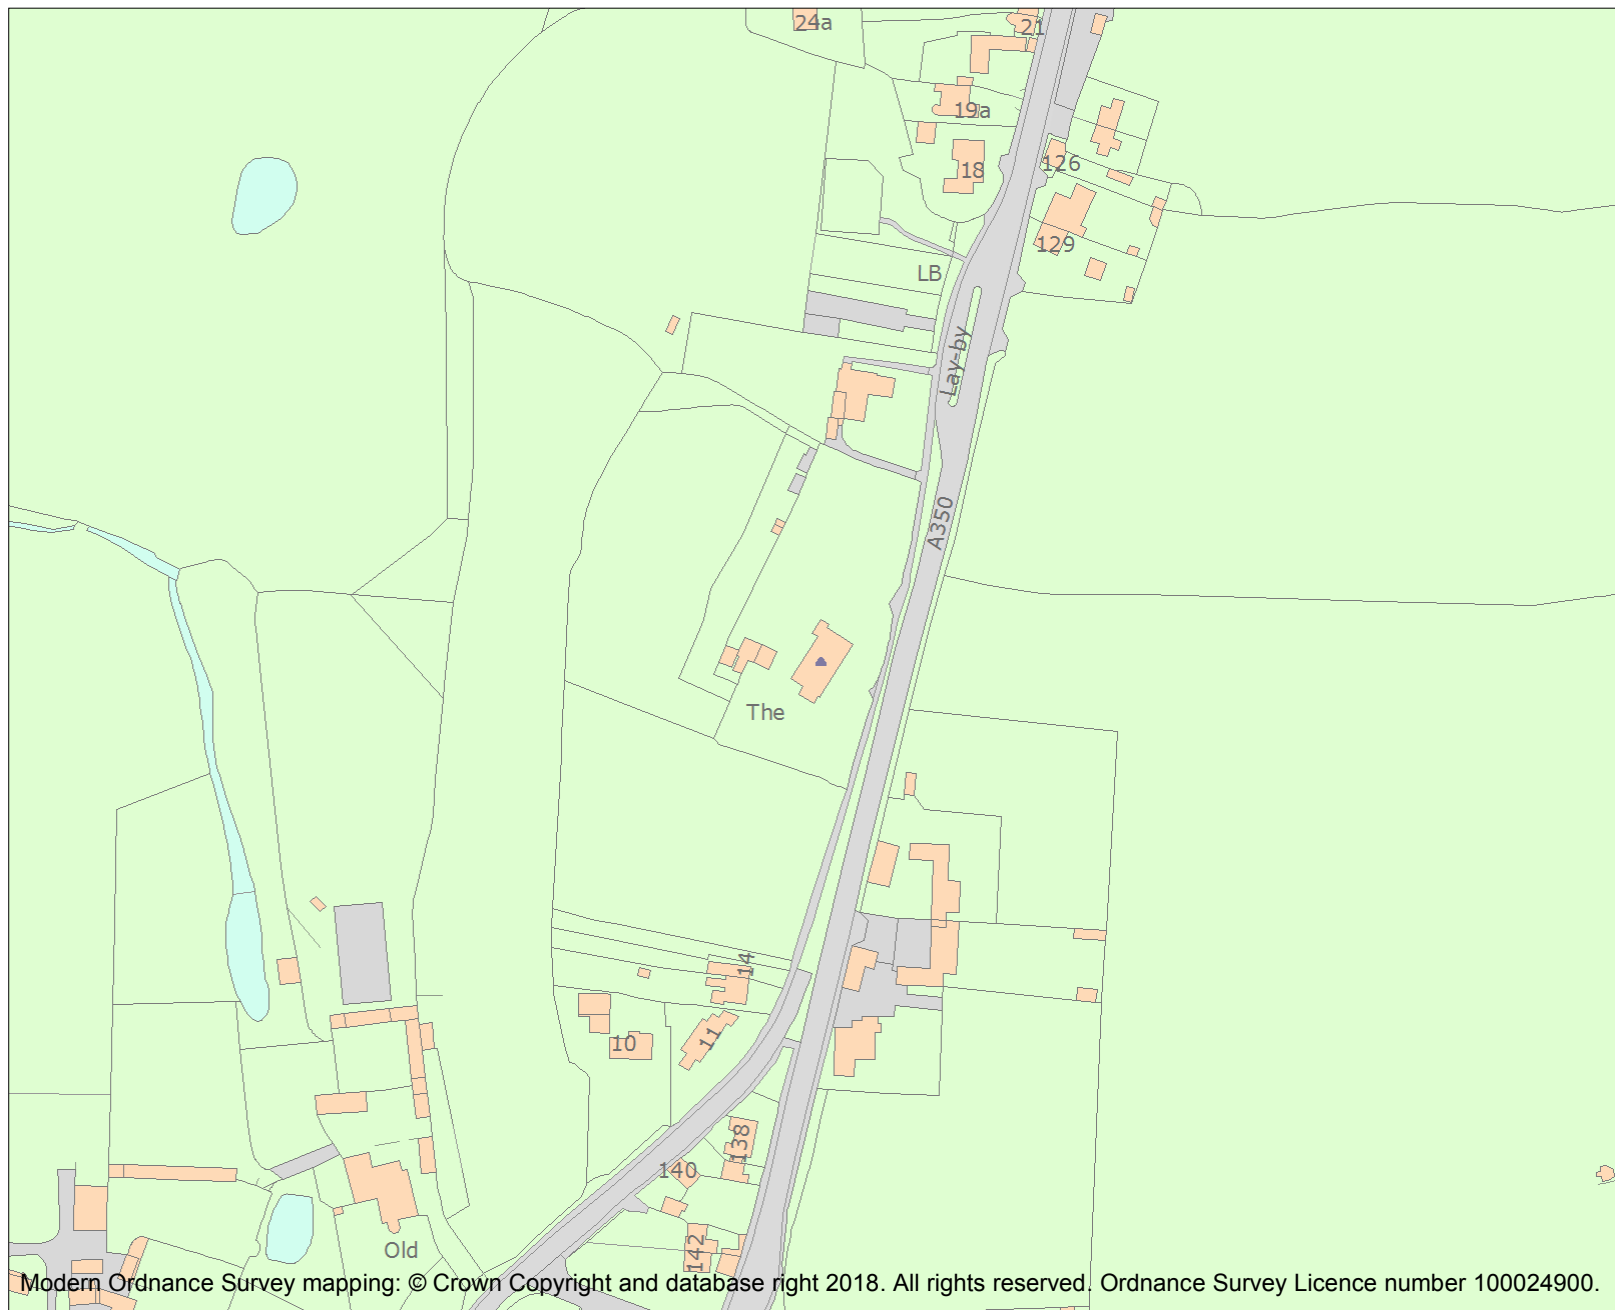 24a
21
19a
18
126
129
LB
Lay-by
A350
The
14
11
10
138
140
142
Old
Modern Ordnance Survey mapping: © Crown Copyright and database right 2018. All rights reserved. Ordnance Survey Licence number 100024900.